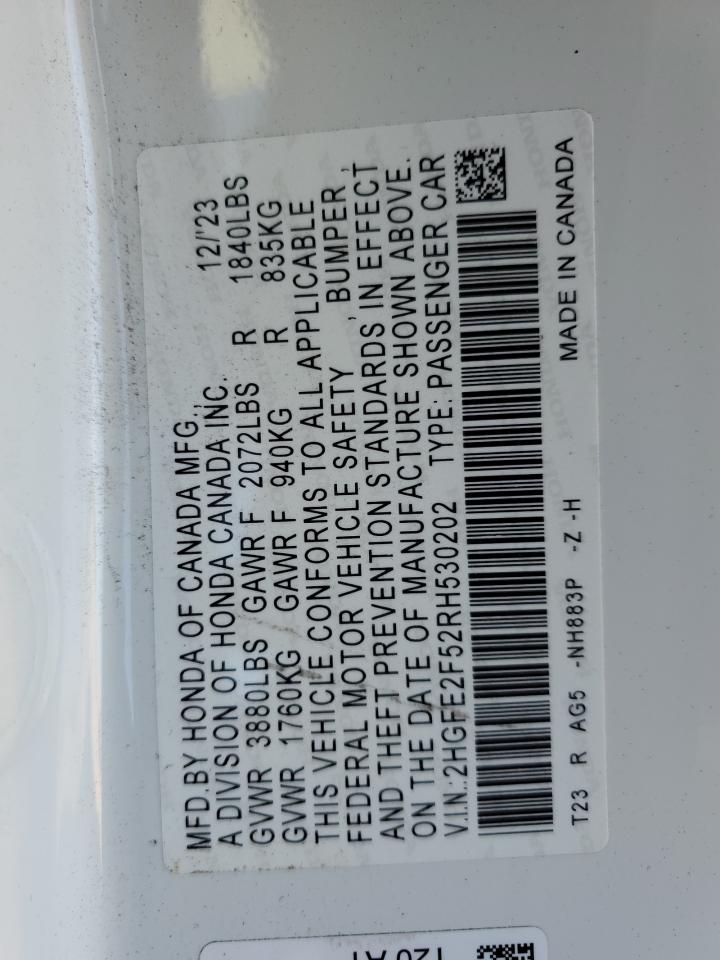 MFD.BY HONDA OF CANADA MFG.,
A DIVISION OF HONDA CANADA INC. 12/'23
GVWR 3880LBS GAWR F 2072LBS R 1840LBS
GVWR 1760KG GAWR F 940KG R 835KG
THIS VEHICLE CONFORMS TO ALL APPLICABLE
FEDERAL MOTOR VEHICLE SAFETY , BUMPER ,
AND THEFT PREVENTION STANDARDS IN EFFECT
ON THE DATE OF MANUFACTURE SHOWN ABOVE.
V.I.N.:2HGFE2F52RH530202 TYPE: PASSENGER CAR
T23 R AG5 -NH883P -Z -H MADE IN CANADA